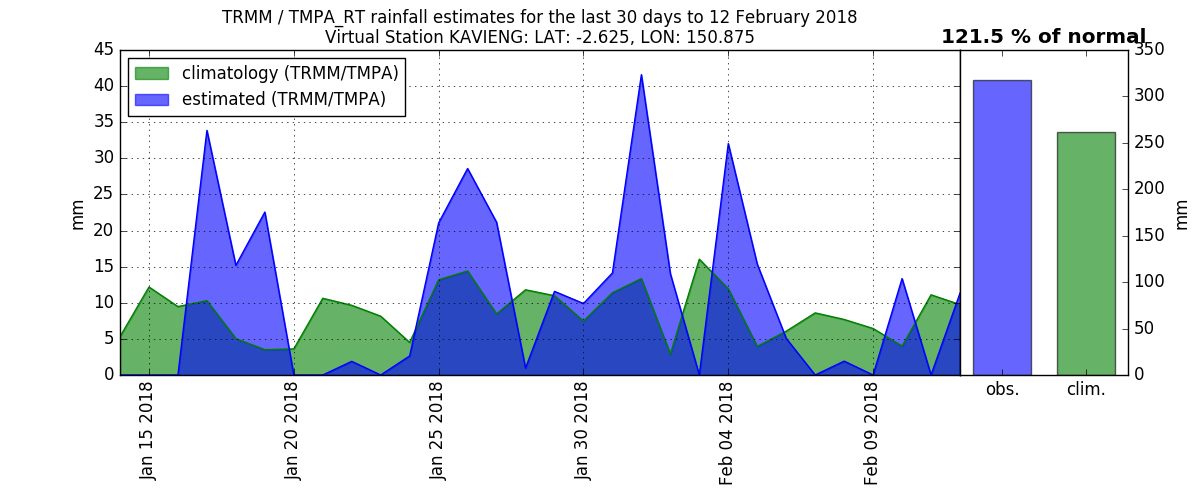 TRMM / TMPA_RT rainfall estimates for the last 30 days to 12 February 2018
Virtual Station KAVIENG: LAT: -2.625, LON: 150.875
121.5 % of normal
climatology (TRMM/TMPA)
estimated (TRMM/TMPA)
45
40
35
30
25
20
15
10
5
0
mm
Jan 15 2018
Jan 20 2018
Jan 25 2018
Jan 30 2018
Feb 04 2018
Feb 09 2018
obs.
clim.
350
300
250
200
150
100
50
0
mm